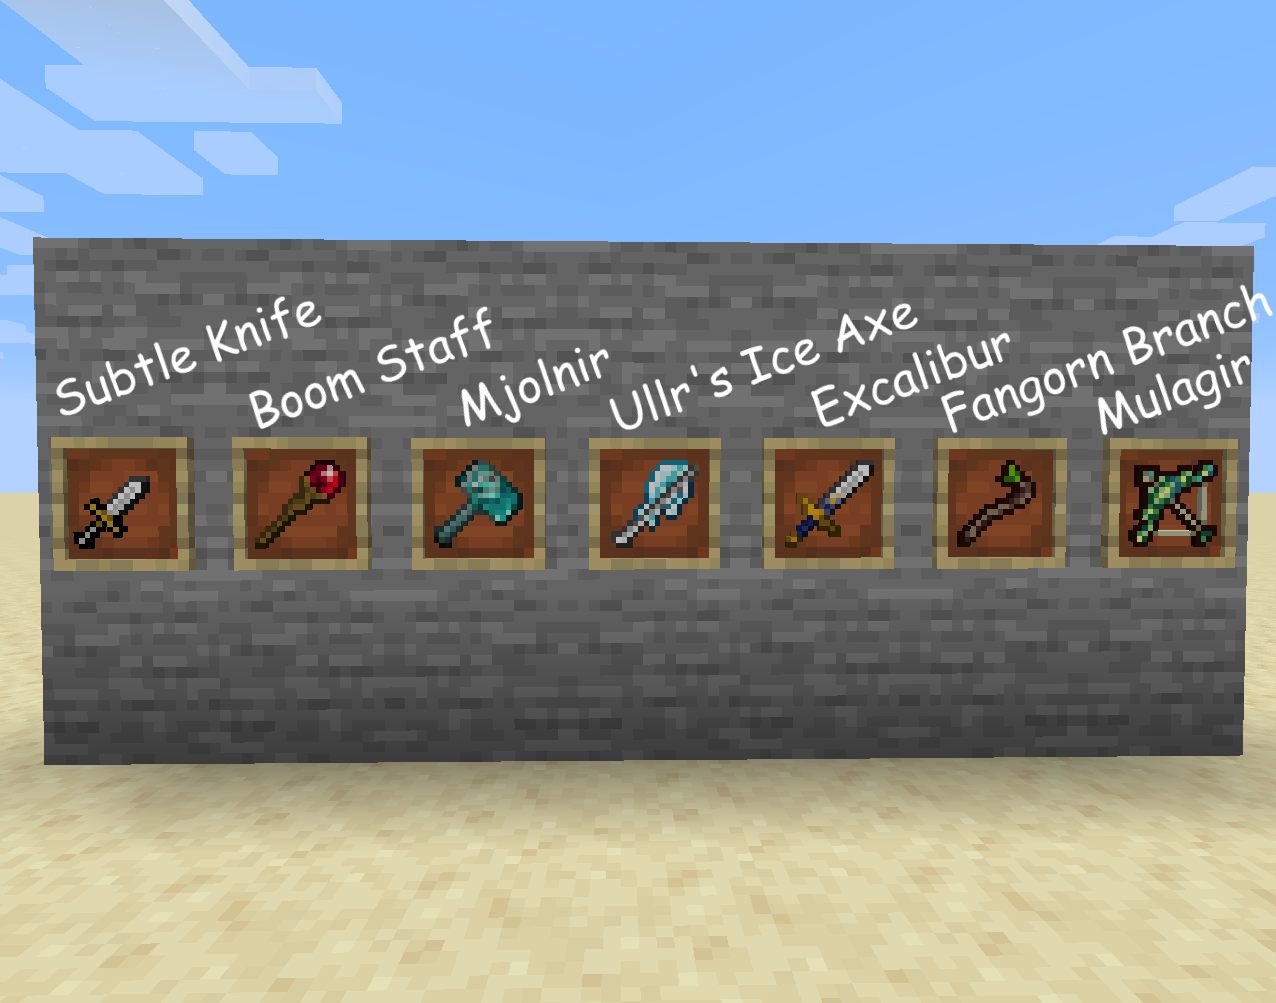 Subtle Knife
Boom Staff
Mjolnir
Ullr's Ice Axe
Excalibur
Fangorn Branch
Mulagir